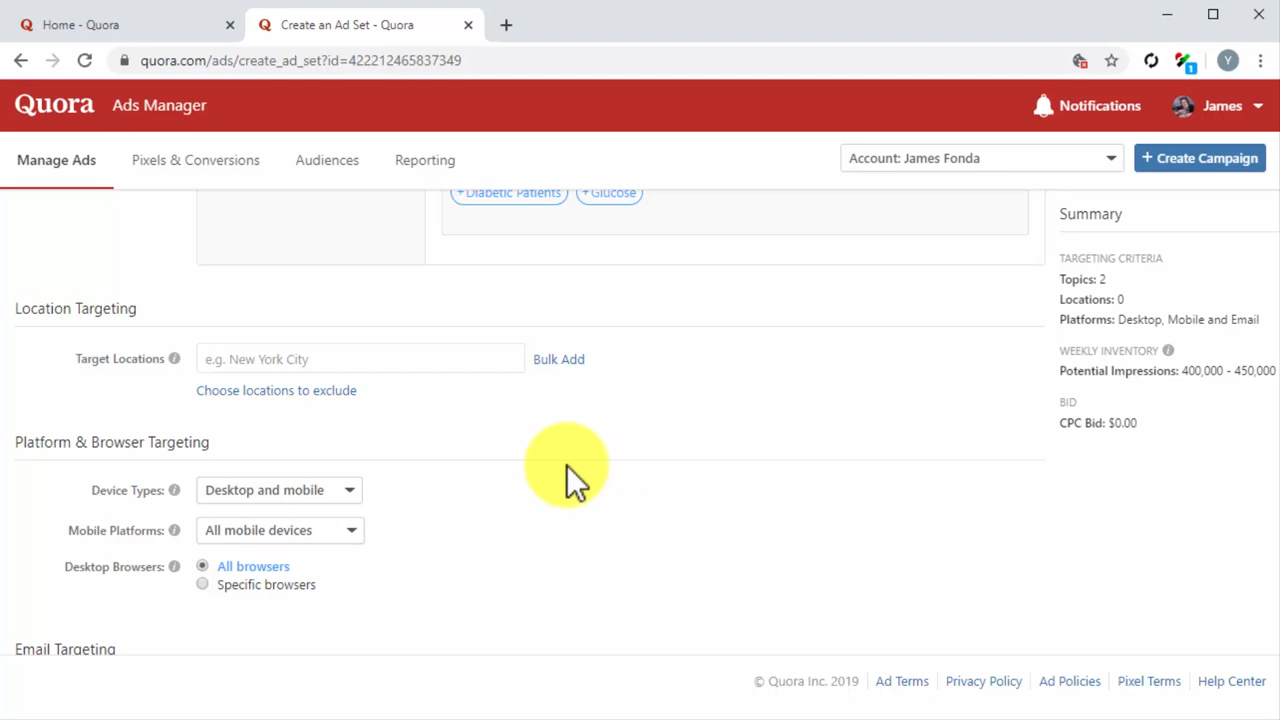 Home - Quora
Create an Ad Set - Quora
quora.com/ads/create_ad_set?id=422212465837349
1
Y
Quora Ads Manager
Notifications
James
Manage Ads
Pixels & Conversions
Audiences
Reporting
Account: James Fonda
+ Create Campaign
+ Diabetic Patients
+ Glucose
Location Targeting
Target Locations
e.g. New York City
Bulk Add
Choose locations to exclude
Platform & Browser Targeting
Device Types:
Desktop and mobile
Mobile Platforms:
All mobile devices
Desktop Browsers:
All browsers
Specific browsers
Email Targeting
Summary
TARGETING CRITERIA
Topics: 2
Locations: 0
Platforms: Desktop, Mobile and Email
WEEKLY INVENTORY
Potential Impressions: 400,000 - 450,000
BID
CPC Bid: $0.00
© Quora Inc. 2019
Ad Terms
Privacy Policy
Ad Policies
Pixel Terms
Help Center